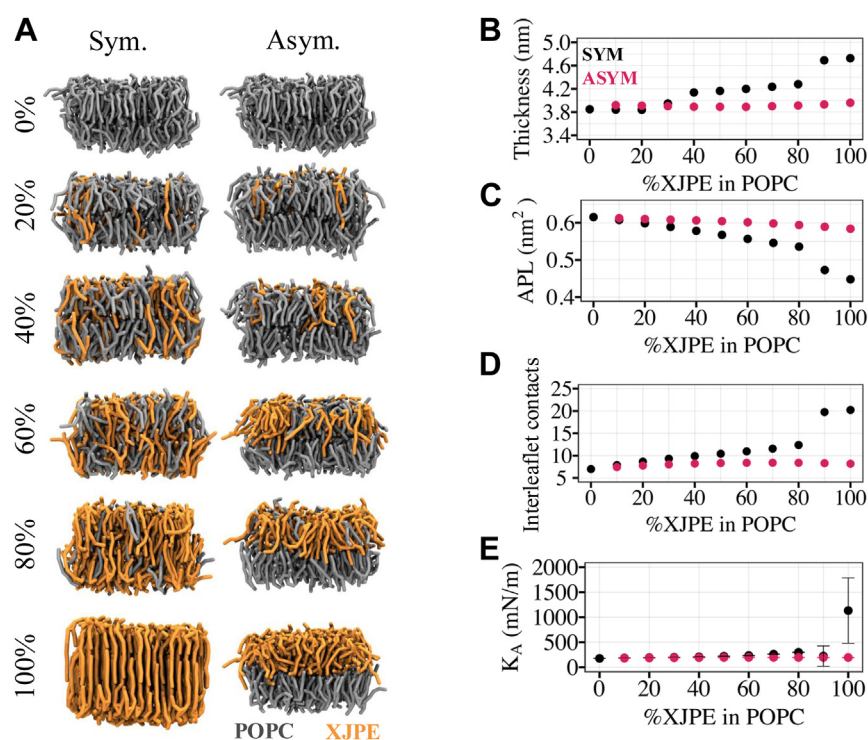 A
Sym.
Asym.
0%
20%
40%
60%
80%
100%
POPC
XJPE
B
Thickness (nm)
5.0
4.6
4.2
3.8
3.4
SYM
ASYM
0 20 40 60 80 100
%XJPE in POPC
C
APL (nm²)
0.6
0.5
0.4
0 20 40 60 80 100
%XJPE in POPC
D
Interleaflet contacts
25
20
15
10
5
0 20 40 60 80 100
%XJPE in POPC
E
K_A (mN/m)
2000
1500
1000
500
0
0 20 40 60 80 100
%XJPE in POPC